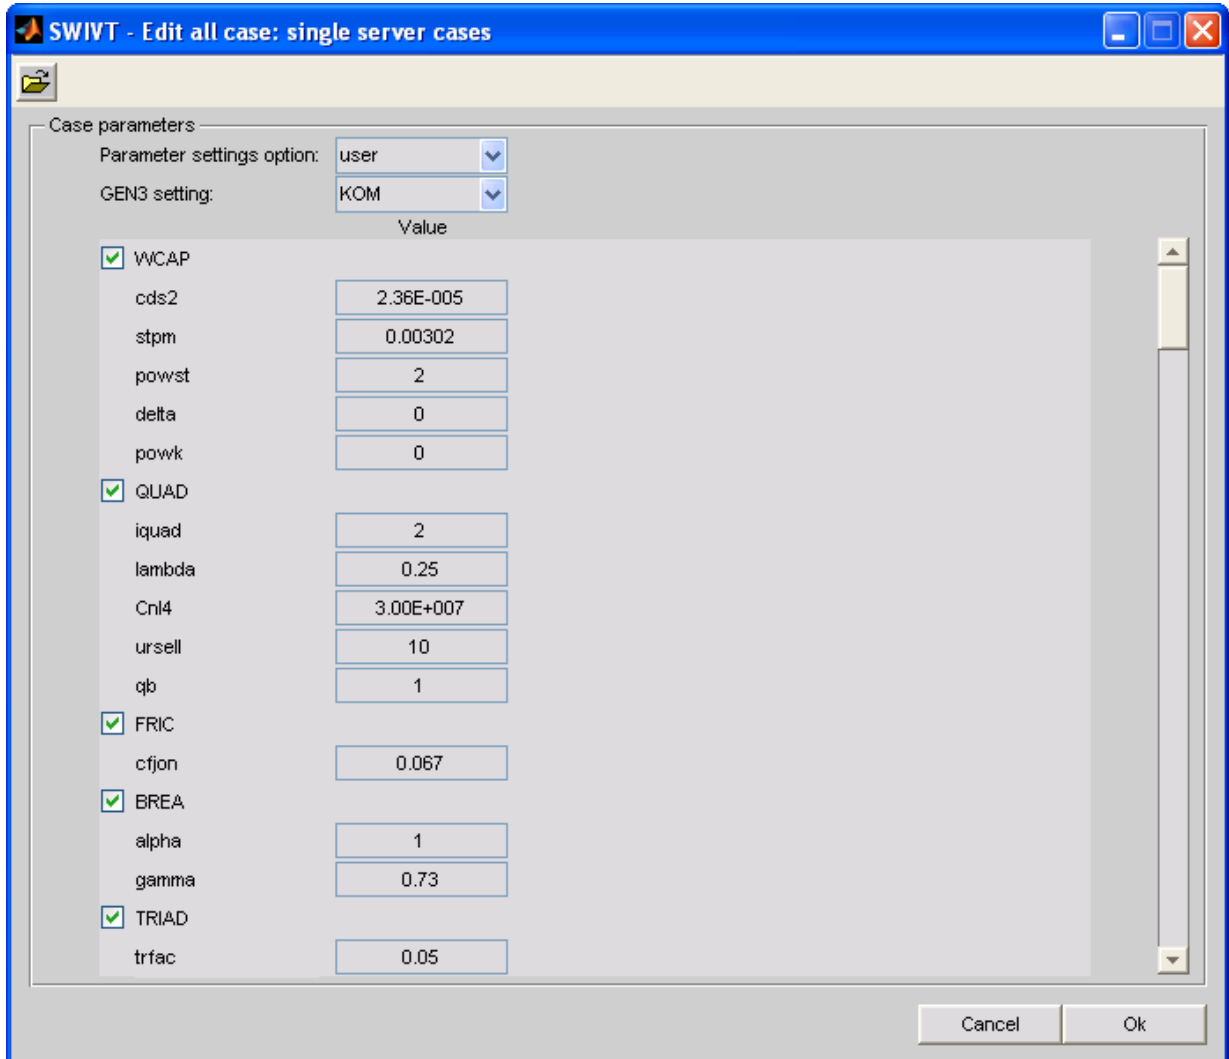 SWIVT - Edit all case: single server cases
Case parameters
Parameter settings option: user
GEN3 setting: KOM
Value
WCAP
cds2 2.36E-005
stpm 0.00302
powst 2
delta 0
powk 0
QUAD
iquad 2
lambda 0.25
Cnl4 3.00E+007
ursell 10
qb 1
FRIC
cfjon 0.067
BREA
alpha 1
gamma 0.73
TRIAD
trfac 0.05
Cancel Ok